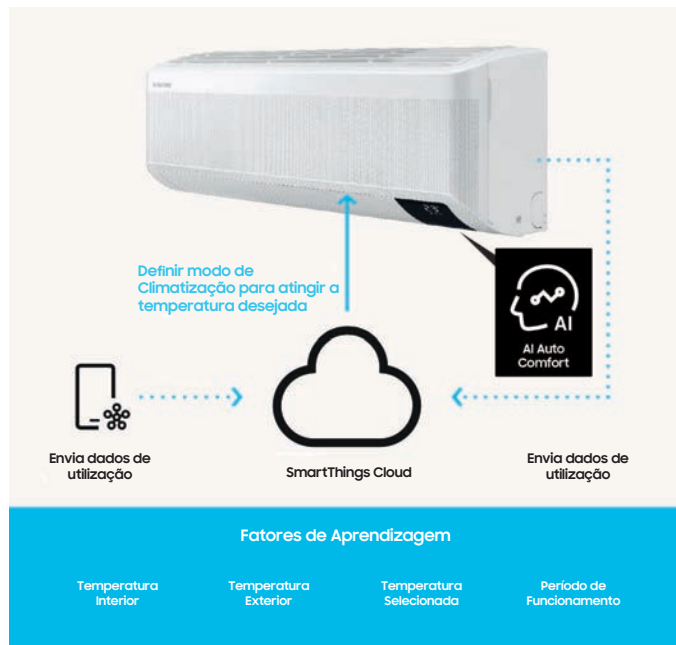 Definir modo de
Climatização para atingir a
temperatura desejada
AI
AI Auto
Comfort
Envia dados de
utilização
SmartThings Cloud
Envia dados de
utilização
Fatores de Aprendizagem
Temperatura
Interior
Temperatura
Exterior
Temperatura
Selecionada
Período de
Funcionamento